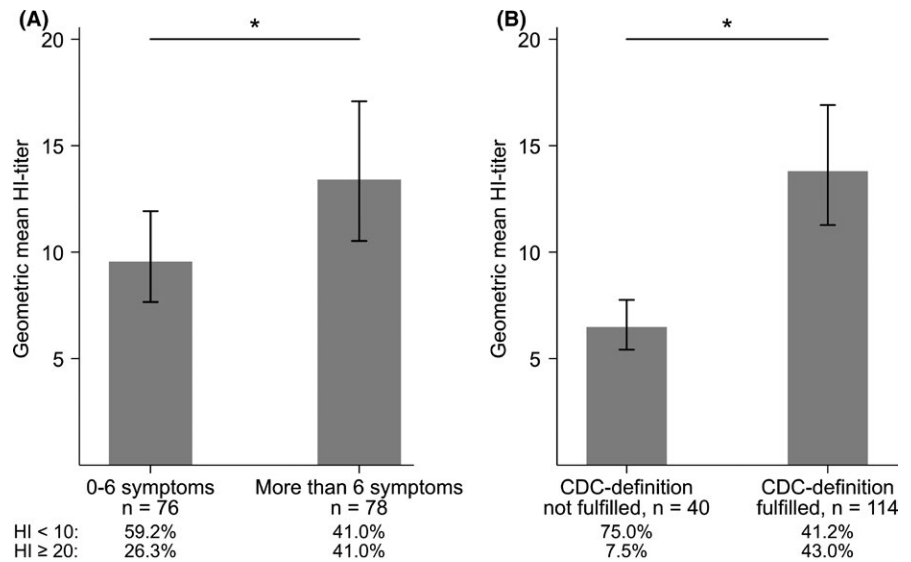 (A)
*
20
15
10
5
Geometric mean HI-titer
0-6 symptoms
n = 76
More than 6 symptoms
n = 78
HI < 10: 59.2% 41.0%
HI ≥ 20: 26.3% 41.0%
(B)
*
20
15
10
5
Geometric mean HI-titer
CDC-definition
not fulfilled, n = 40
CDC-definition
fulfilled, n = 114
75.0% 41.2%
7.5% 43.0%